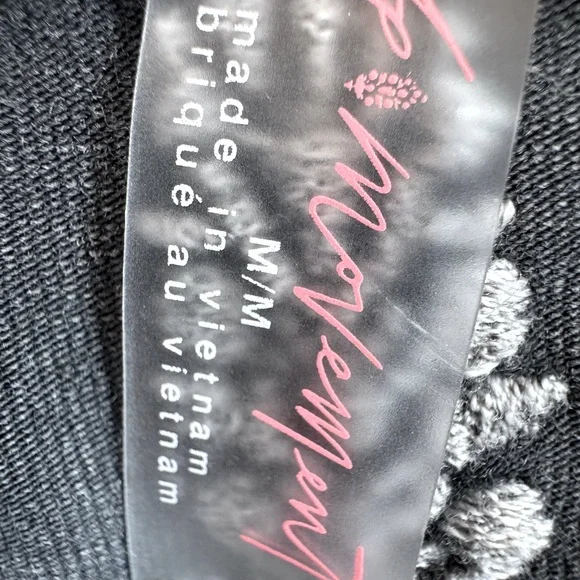 Movement
M/M
made in vietnam
briqué au vietnam